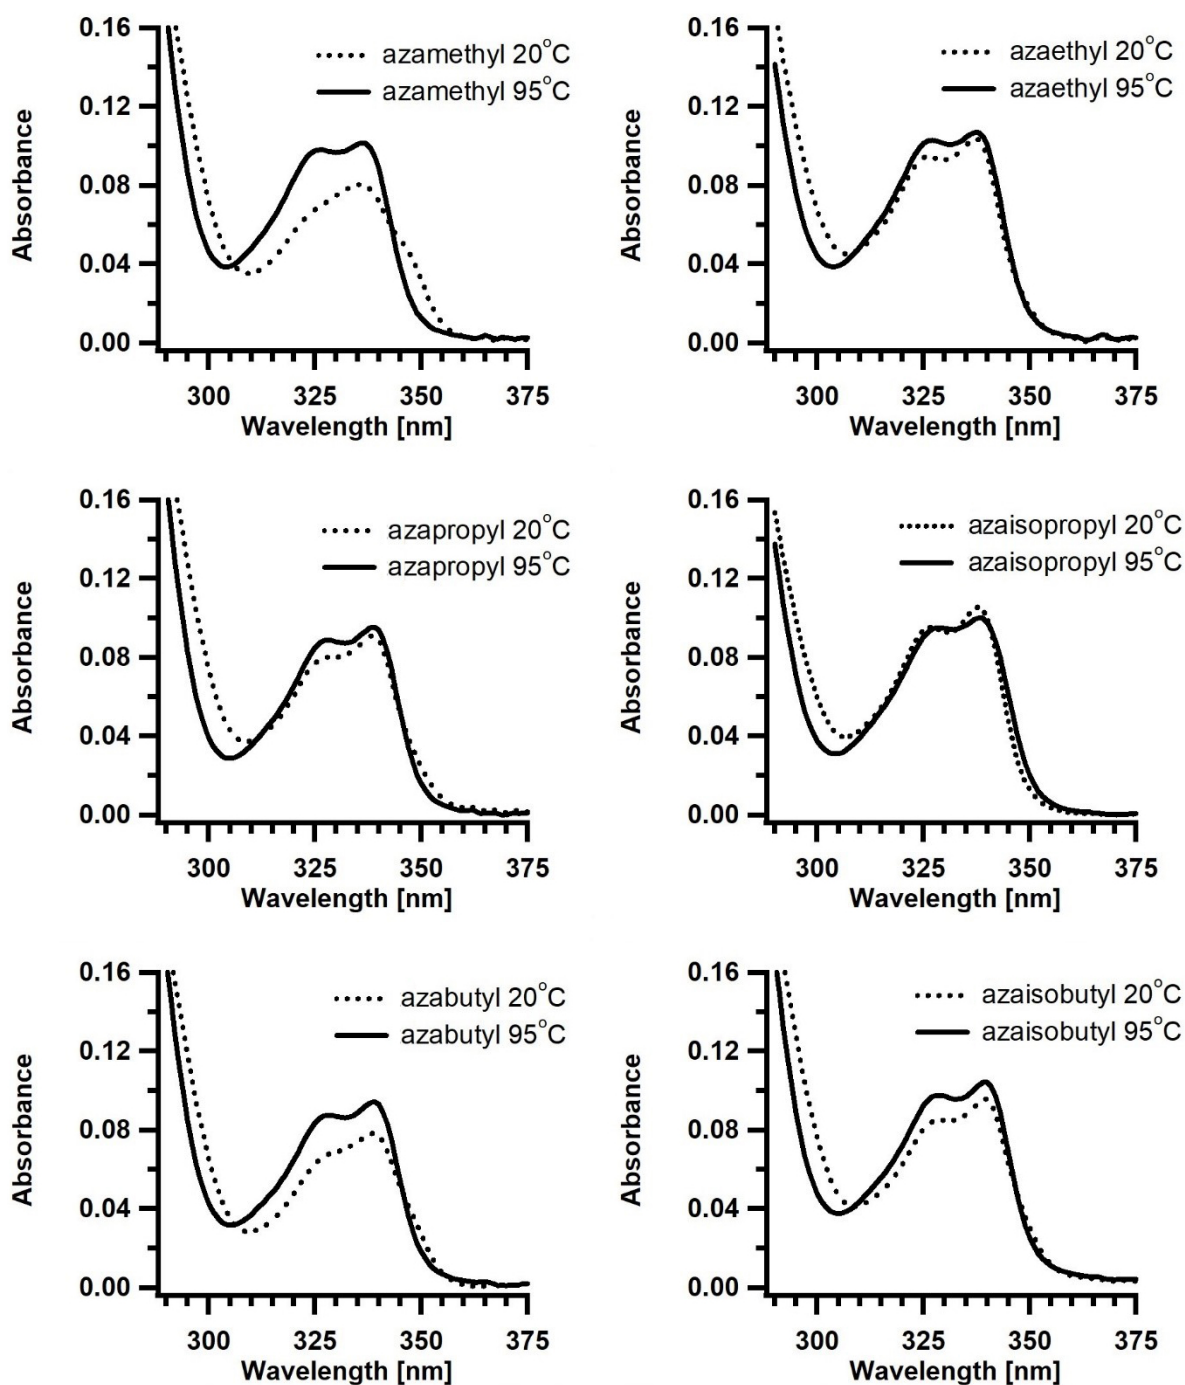 0.16
0.12
0.08
0.04
0.00
Absorbance
azamethyl 20°C
azamethyl 95°C
300 325 350 375
Wavelength [nm]
0.16
0.12
0.08
0.04
0.00
Absorbance
azaethyl 20°C
azaethyl 95°C
300 325 350 375
Wavelength [nm]
0.16
0.12
0.08
0.04
0.00
Absorbance
azapropyl 20°C
azapropyl 95°C
300 325 350 375
Wavelength [nm]
0.16
0.12
0.08
0.04
0.00
Absorbance
azaisopropyl 20°C
azaisopropyl 95°C
300 325 350 375
Wavelength [nm]
0.16
0.12
0.08
0.04
0.00
Absorbance
azabutyl 20°C
azabutyl 95°C
300 325 350 375
Wavelength [nm]
0.16
0.12
0.08
0.04
0.00
Absorbance
azaisobutyl 20°C
azaisobutyl 95°C
300 325 350 375
Wavelength [nm]